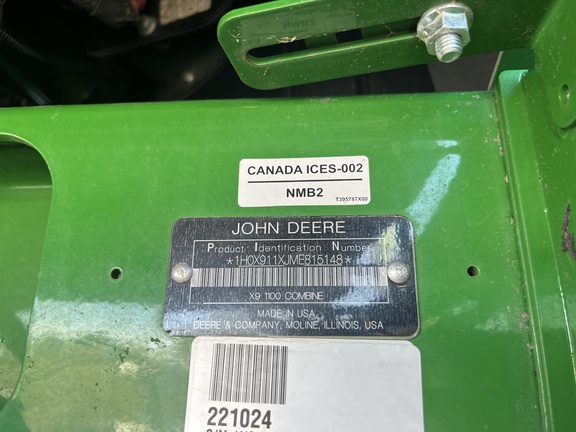 CANADA ICES-002
NMB2
T395787X00
JOHN DEERE
Product Identification Number
*1H0X911XJME815148*
X9 1100 COMBINE
MADE IN USA
DEERE & COMPANY, MOLINE, ILLINOIS, USA
221024